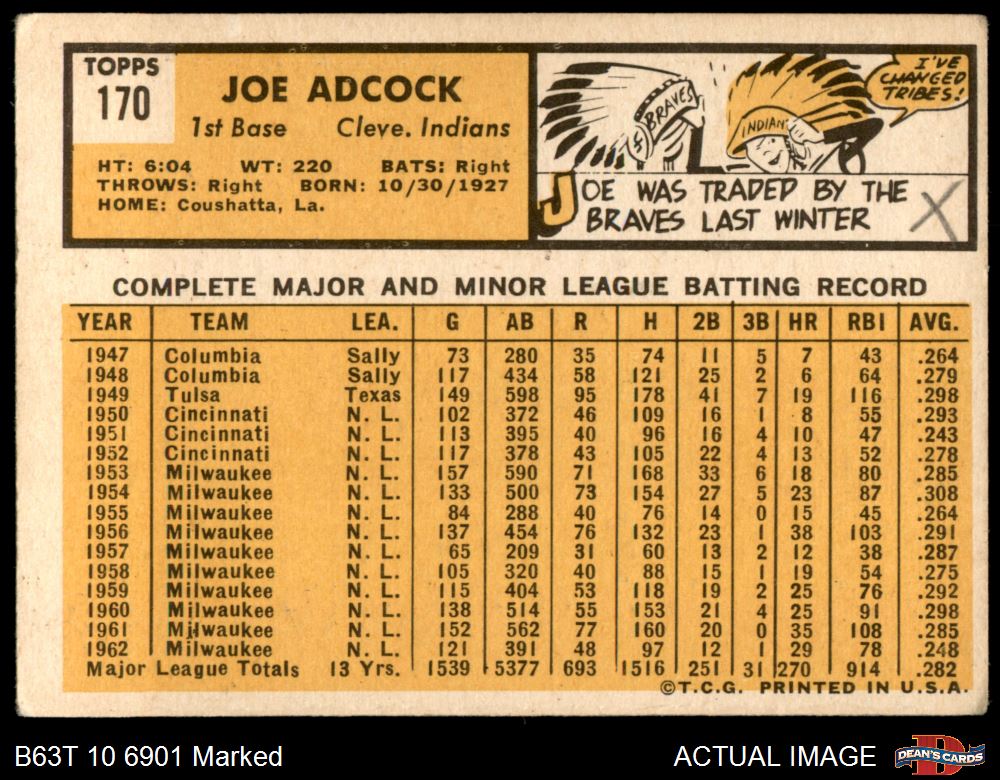 TOPPS
170
JOE ADCOCK
1st Base Cleve. Indians
HT: 6:04 WT: 220 BATS: Right
THROWS: Right BORN: 10/30/1927
HOME: Coushatta, La.
BRAVES
INDIANS
I'VE
CHANGED
TRIBES!
JOE WAS TRADED BY THE
BRAVES LAST WINTER
X
COMPLETE MAJOR AND MINOR LEAGUE BATTING RECORD
YEAR TEAM LEA. G AB R H 2B 3B HR RBI AVG.
1947 Columbia Sally 73 280 35 74 11 5 7 43 .264
1948 Columbia Sally 117 434 58 121 25 2 6 64 .279
1949 Tulsa Texas 149 598 95 178 41 7 19 116 .298
1950 Cincinnati N. L. 102 372 46 109 16 1 8 55 .293
1951 Cincinnati N. L. 113 395 40 96 16 4 10 47 .243
1952 Cincinnati N. L. 117 378 43 105 22 4 13 52 .278
1953 Milwaukee N. L. 157 590 71 168 33 6 18 80 .285
1954 Milwaukee N. L. 133 500 73 154 27 5 23 87 .308
1955 Milwaukee N. L. 84 288 40 76 14 0 15 45 .264
1956 Milwaukee N. L. 137 454 76 132 23 1 38 103 .291
1957 Milwaukee N. L. 65 209 31 60 13 2 12 38 .287
1958 Milwaukee N. L. 105 320 40 88 15 1 19 54 .275
1959 Milwaukee N. L. 115 404 53 118 19 2 25 76 .292
1960 Milwaukee N. L. 138 514 55 153 21 4 25 91 .298
1961 Milwaukee N. L. 152 562 77 160 20 0 35 108 .285
1962 Milwaukee N. L. 121 391 48 97 12 1 29 78 .248
Major League Totals 13 Yrs. 1539 5377 693 1516 251 31 270 914 .282
©T.C.G. PRINTED IN U.S.A.
B63T 10 6901 Marked ACTUAL IMAGE
D
DEAN'S CARDS